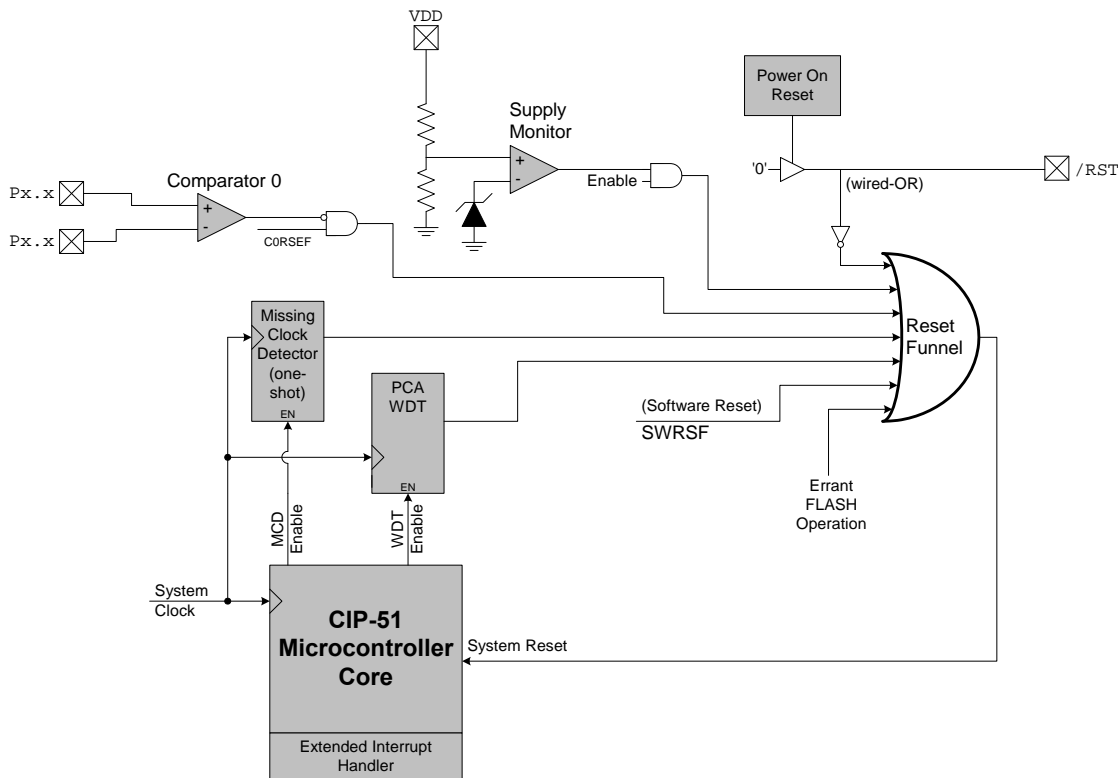 VDD
Power On
Reset
Supply
Monitor
+
-
Enable
'0'
/RST
(wired-OR)
Px.x
Px.x
Comparator 0
+
-
C0RSEF
Missing
Clock
Detector
(one-
shot)
EN
PCA
WDT
EN
Reset
Funnel
(Software Reset)
SWRSF
Errant
FLASH
Operation
MCD
Enable
WDT
Enable
System
Clock
CIP-51
Microcontroller
Core
System Reset
Extended Interrupt
Handler